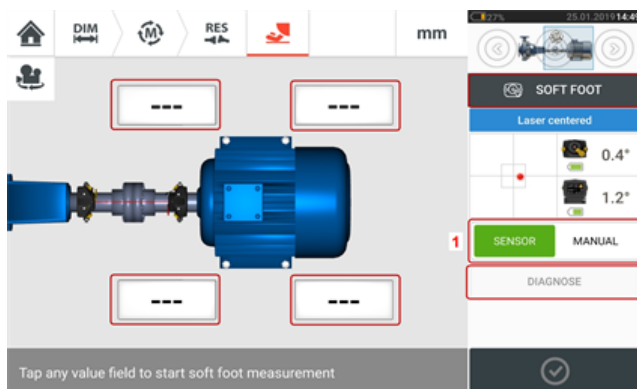 DIM
M
RES
mm
27%
25.01.2019 14:49
SOFT FOOT
Laser centered
0.4°
1.2°
---
---
1
SENSOR
MANUAL
DIAGNOSE
---
---
Tap any value field to start soft foot measurement